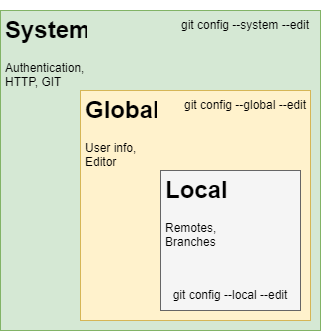 System
git config --system --edit
Authentication,
HTTP, GIT
Global
git config --global --edit
User info,
Editor
Local
Remotes,
Branches
git config --local --edit